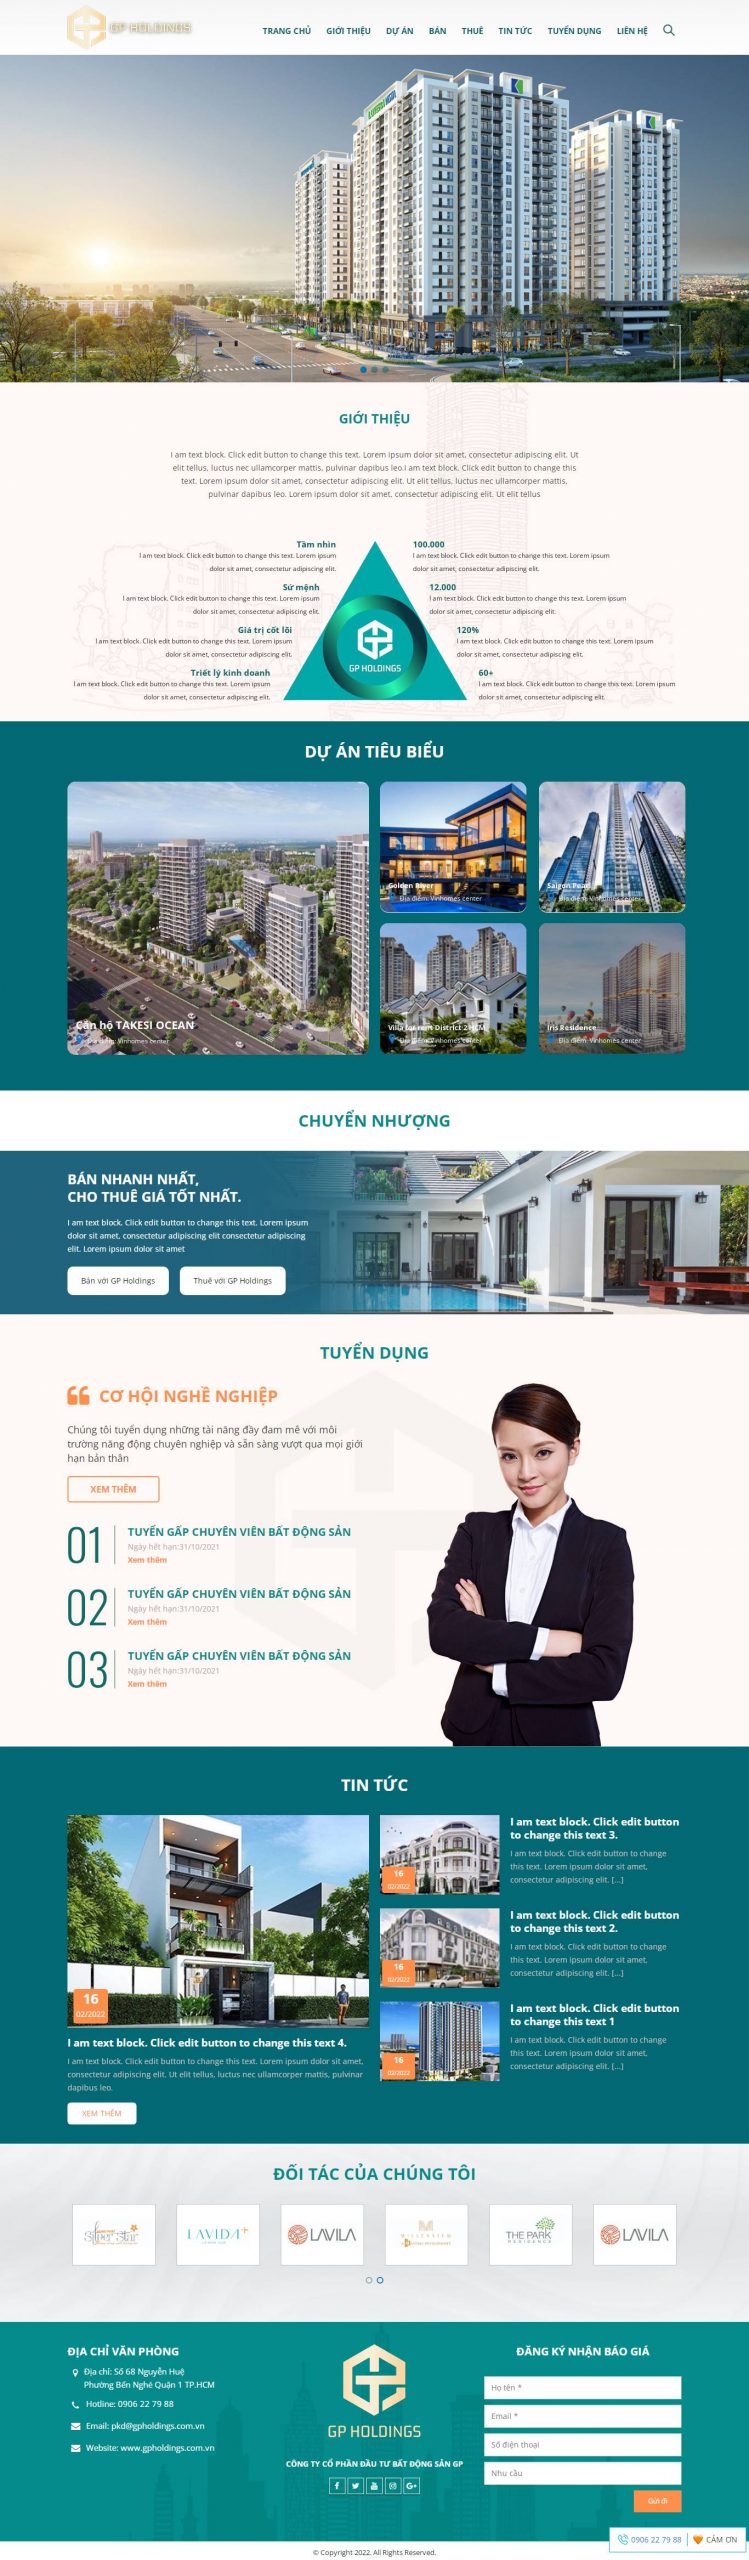 GP HOLDINGS
TRANG CHỦ
GIỚI THIỆU
DỰ ÁN
BÁN
THUÊ
TIN TỨC
TUYỂN DỤNG
LIÊN HỆ
GIỚI THIỆU
I am text block. Click edit button to change this text. Lorem ipsum dolor sit amet, consectetur adipiscing elit. Ut
elit tellus, luctus nec ullamcorper mattis, pulvinar dapibus leo.I am text block. Click edit button to change this
text. Lorem ipsum dolor sit amet, consectetur adipiscing elit. Ut elit tellus, luctus nec ullamcorper mattis,
pulvinar dapibus leo. Lorem ipsum dolor sit amet, consectetur adipiscing elit. Ut elit tellus
Tầm nhìn
I am text block. Click edit button to change this text. Lorem ipsum
dolor sit amet, consectetur adipiscing elit.
Sứ mệnh
I am text block. Click edit button to change this text. Lorem ipsum
dolor sit amet, consectetur adipiscing elit.
Giá trị cốt lõi
I am text block. Click edit button to change this text. Lorem ipsum
dolor sit amet, consectetur adipiscing elit.
Triết lý kinh doanh
I am text block. Click edit button to change this text. Lorem ipsum
dolor sit amet, consectetur adipiscing elit.
GP HOLDINGS
100.000
I am text block. Click edit button to change this text. Lorem ipsum
dolor sit amet, consectetur adipiscing elit.
12.000
I am text block. Click edit button to change this text. Lorem ipsum
dolor sit amet, consectetur adipiscing elit.
120%
I am text block. Click edit button to change this text. Lorem ipsum
dolor sit amet, consectetur adipiscing elit.
60+
I am text block. Click edit button to change this text. Lorem ipsum
dolor sit amet, consectetur adipiscing elit.
DỰ ÁN TIÊU BIỂU
Căn hộ TAKESI OCEAN
Địa điểm: Vinhomes center
Golden River
Địa điểm: Vinhomes center
Saigon Pearl
Địa điểm: Vinhomes center
Villa for rent District 2 HCM
Địa điểm: Vinhomes center
Iris Residence
Địa điểm: Vinhomes center
CHUYỂN NHƯỢNG
BÁN NHANH NHẤT,
CHO THUÊ GIÁ TỐT NHẤT.
I am text block. Click edit button to change this text. Lorem ipsum
dolor sit amet, consectetur adipiscing elit consectetur adipiscing
elit. Lorem ipsum dolor sit amet
Bán với GP Holdings
Thuê với GP Holdings
TUYỂN DỤNG
CƠ HỘI NGHỀ NGHIỆP
Chúng tôi tuyển dụng những tài năng đầy đam mê với môi
trường năng động chuyên nghiệp và sẵn sàng vượt qua mọi giới
hạn bản thân
XEM THÊM
01
TUYỂN GẤP CHUYÊN VIÊN BẤT ĐỘNG SẢN
Ngày hết hạn:31/10/2021
Xem thêm
02
TUYỂN GẤP CHUYÊN VIÊN BẤT ĐỘNG SẢN
Ngày hết hạn:31/10/2021
Xem thêm
03
TUYỂN GẤP CHUYÊN VIÊN BẤT ĐỘNG SẢN
Ngày hết hạn:31/10/2021
Xem thêm
TIN TỨC
16
02/2022
I am text block. Click edit button to change this text 4.
I am text block. Click edit button to change this text. Lorem ipsum dolor sit amet,
consectetur adipiscing elit. Ut elit tellus, luctus nec ullamcorper mattis, pulvinar
dapibus leo.
XEM THÊM
16
02/2022
I am text block. Click edit button
to change this text 3.
I am text block. Click edit button to change
this text. Lorem ipsum dolor sit amet,
consectetur adipiscing elit. [...]
16
02/2022
I am text block. Click edit button
to change this text 2.
I am text block. Click edit button to change
this text. Lorem ipsum dolor sit amet,
consectetur adipiscing elit. [...]
16
02/2022
I am text block. Click edit button
to change this text 1
I am text block. Click edit button to change
this text. Lorem ipsum dolor sit amet,
consectetur adipiscing elit. [...]
ĐỐI TÁC CỦA CHÚNG TÔI
LAVIDA+
LAVILA
THE PARK
RESIDENCE
LAVILA
ĐỊA CHỈ VĂN PHÒNG
Địa chỉ: Số 68 Nguyễn Huệ
Phường Bến Nghé Quận 1 TP.HCM
Hotline: 0906 22 79 88
Email: pkd@gpholdings.com.vn
Website: www.gpholdings.com.vn
GP HOLDINGS
CÔNG TY CỔ PHẦN ĐẦU TƯ BẤT ĐỘNG SẢN GP
ĐĂNG KÝ NHẬN BÁO GIÁ
Họ tên *
Email *
Số điện thoại
Nhu cầu
Gửi đi
0906 22 79 88
CẢM ƠN
© Copyright 2022. All Rights Reserved.